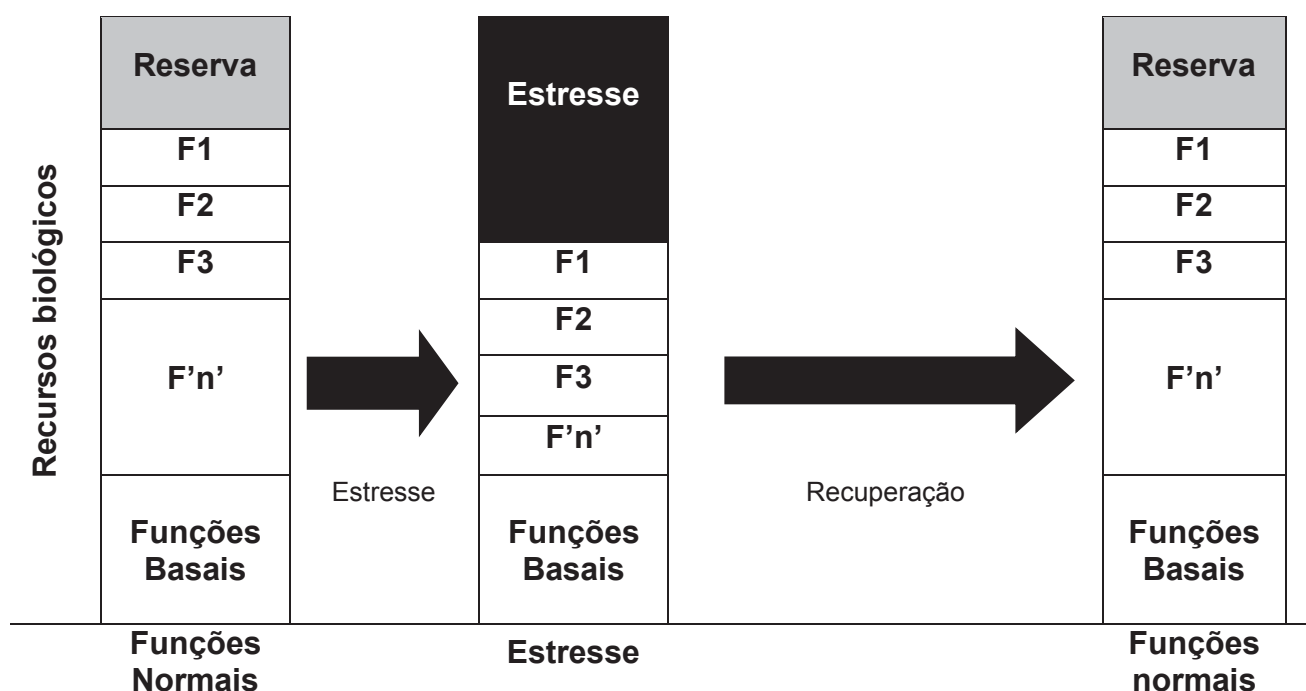 Recursos biológicos
Reserva
F1
F2
F3
F’n’
Funções
Basais
Funções
Normais
Estresse
Estresse
F1
F2
F3
F’n’
Funções
Basais
Estresse
Recuperação
Reserva
F1
F2
F3
F’n’
Funções
Basais
Funções
normais